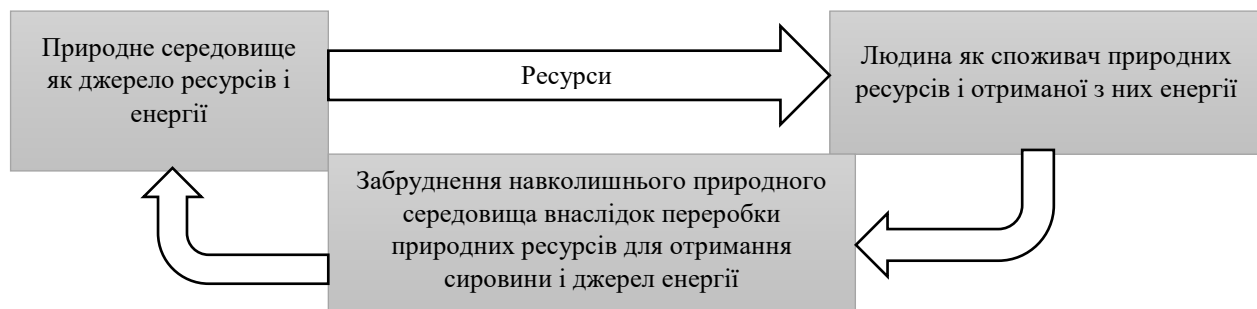 Природне середовище
як джерело ресурсів і
енергії
Ресурси
Людина як споживач природних
ресурсів і отриманої з них енергії
Забруднення навколишнього природного
середовища внаслідок переробки
природних ресурсів для отримання
сировини і джерел енергії